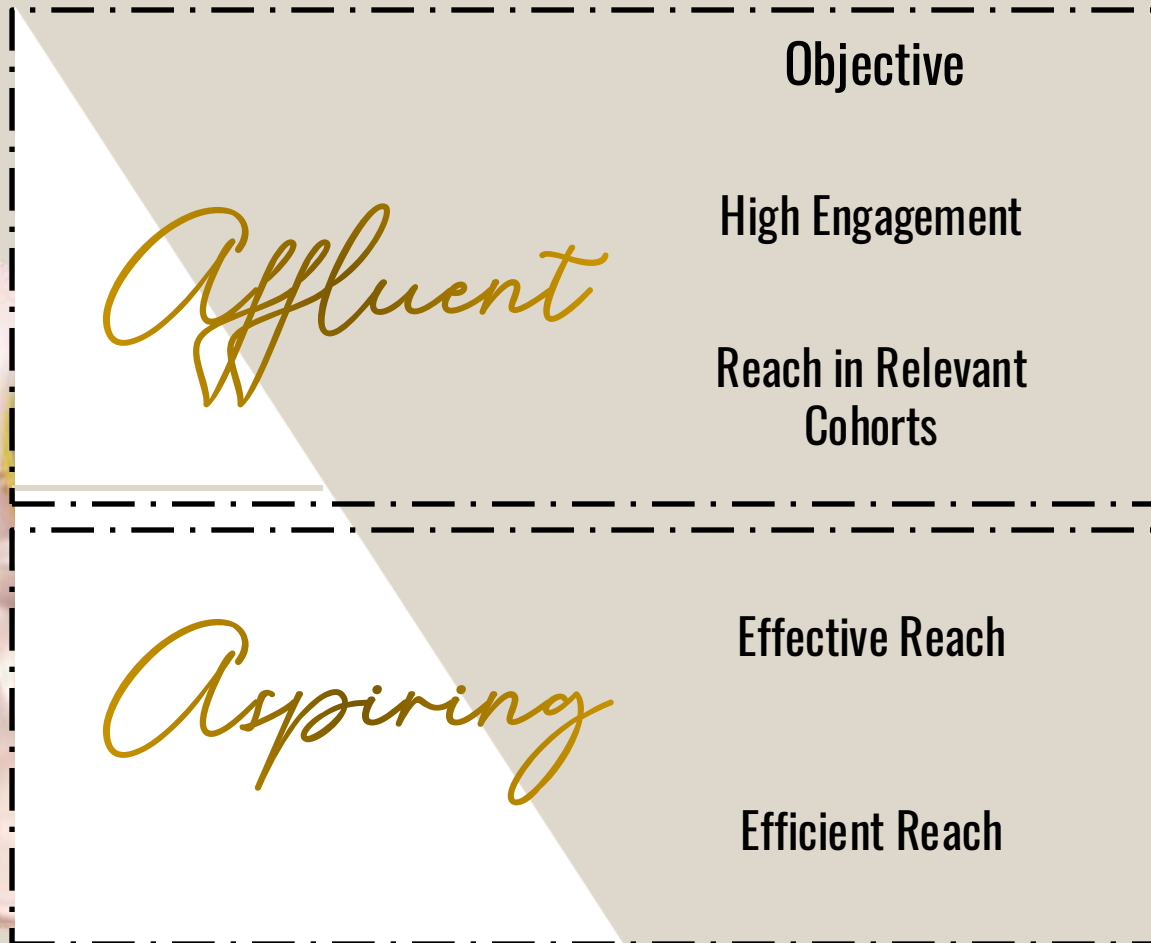 Objective
High Engagement
Affluent
Reach in Relevant
Cohorts
Effective Reach
Aspiring
Efficient Reach